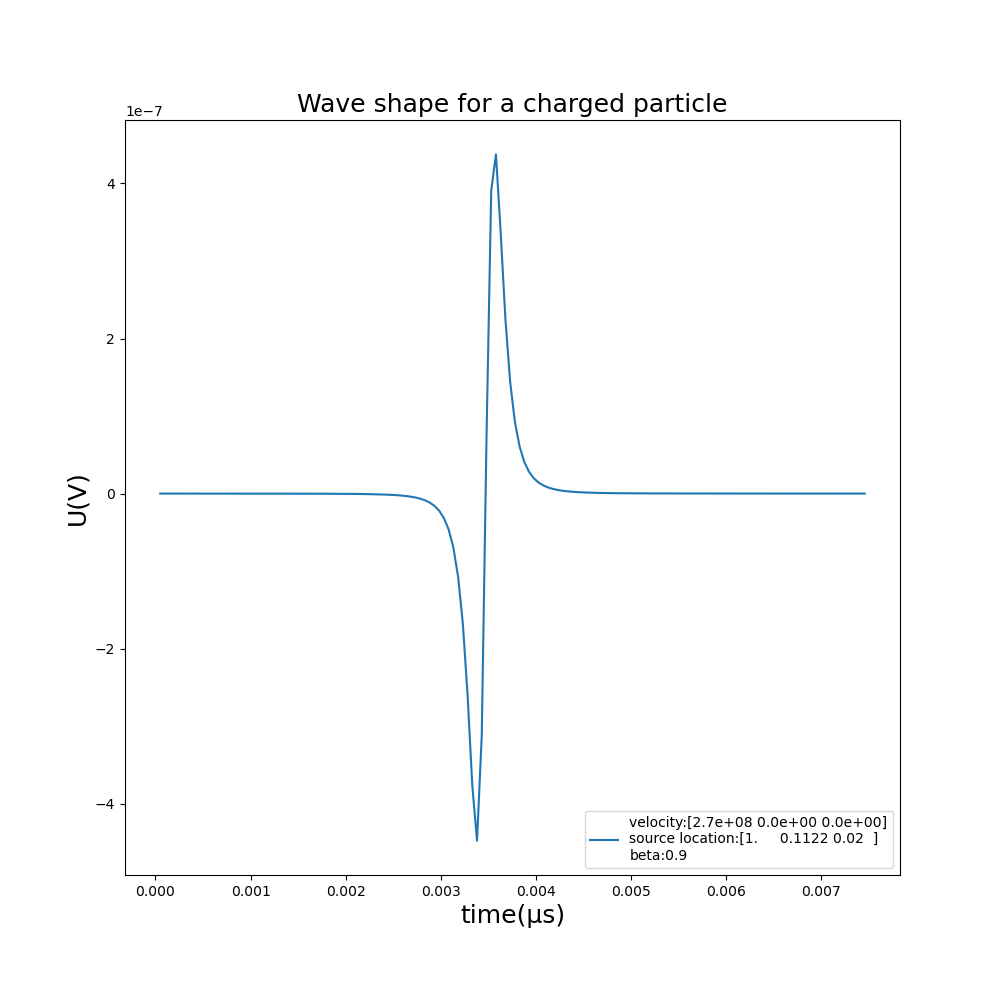 Wave shape for a charged particle
1e−7
4
2
0
−2
−4
U(V)
0.000 0.001 0.002 0.003 0.004 0.005 0.006 0.007
time(μs)
velocity:[2.7e+08 0.0e+00 0.0e+00]
source location:[1.     0.1122 0.02  ]
beta:0.9